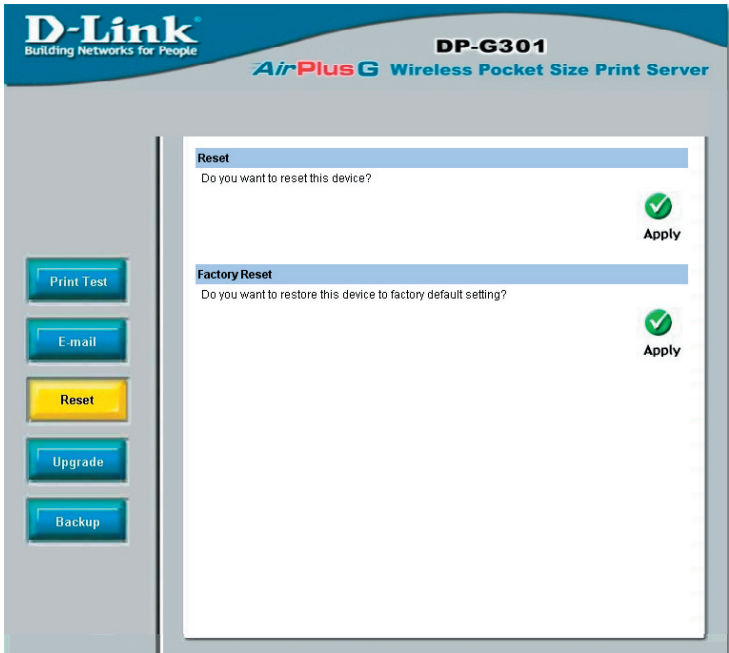 D-Link
Building Networks for People
DP-G301
AirPlus G Wireless Pocket Size Print Server
Reset
Do you want to reset this device?
Apply
Factory Reset
Do you want to restore this device to factory default setting?
Apply
Print Test
E-mail
Reset
Upgrade
Backup